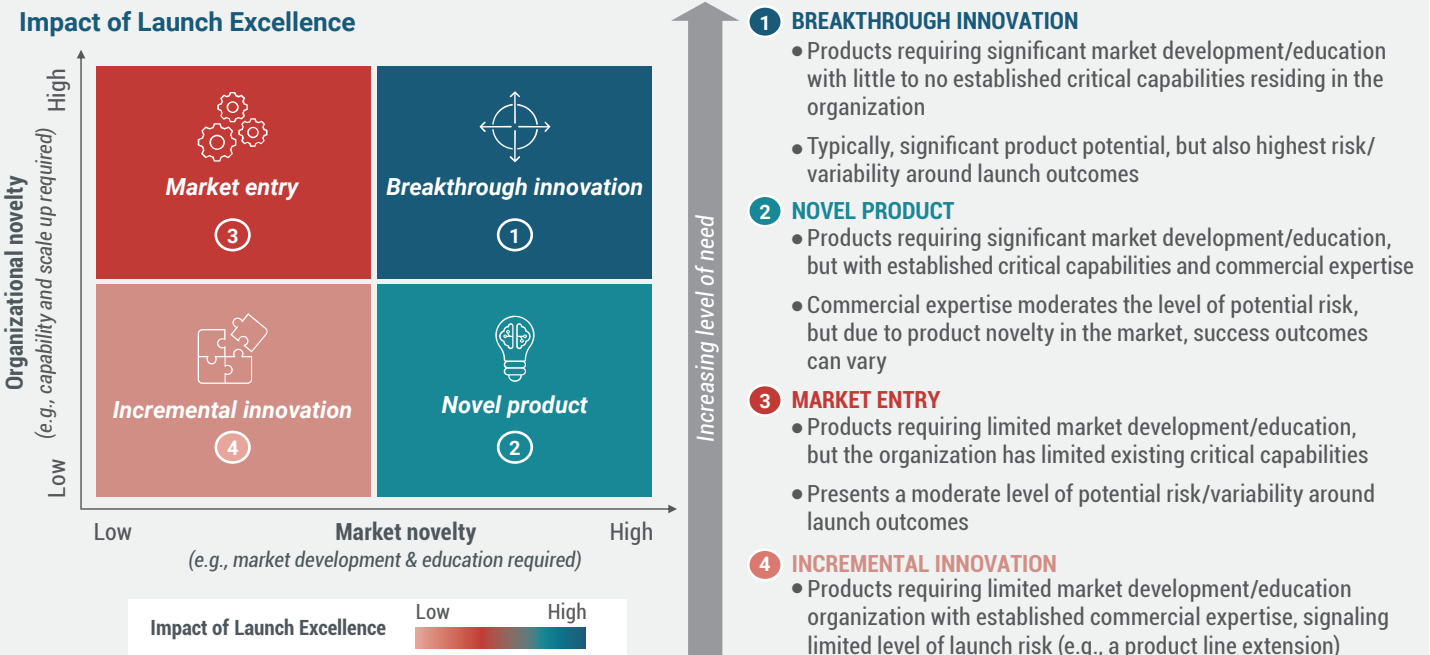 Impact of Launch Excellence
Organizational novelty
(e.g., capability and scale up required)
High
Low
Market entry
3
Breakthrough innovation
1
Incremental innovation
4
Novel product
2
Low
Market novelty
High
(e.g., market development & education required)
Impact of Launch Excellence
Low
High
Increasing level of need
1 BREAKTHROUGH INNOVATION
• Products requiring significant market development/education
with little to no established critical capabilities residing in the
organization
• Typically, significant product potential, but also highest risk/
variability around launch outcomes
2 NOVEL PRODUCT
• Products requiring significant market development/education,
but with established critical capabilities and commercial expertise
• Commercial expertise moderates the level of potential risk,
but due to product novelty in the market, success outcomes
can vary
3 MARKET ENTRY
• Products requiring limited market development/education,
but the organization has limited existing critical capabilities
• Presents a moderate level of potential risk/variability around
launch outcomes
4 INCREMENTAL INNOVATION
• Products requiring limited market development/education
organization with established commercial expertise, signaling
limited level of launch risk (e.g., a product line extension)